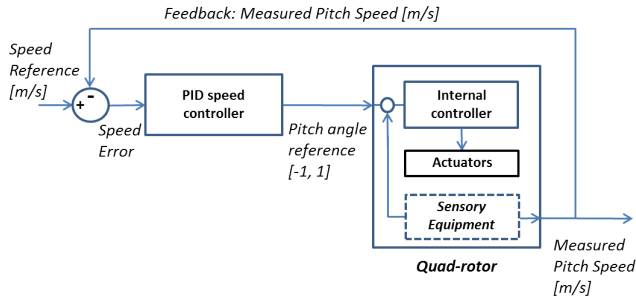 Feedback: Measured Pitch Speed [m/s]
Speed
Reference
[m/s]
+
-
Speed
Error
PID speed
controller
Pitch angle
reference
[-1, 1]
Internal
controller
Actuators
Sensory
Equipment
Quad-rotor
Measured
Pitch Speed
[m/s]